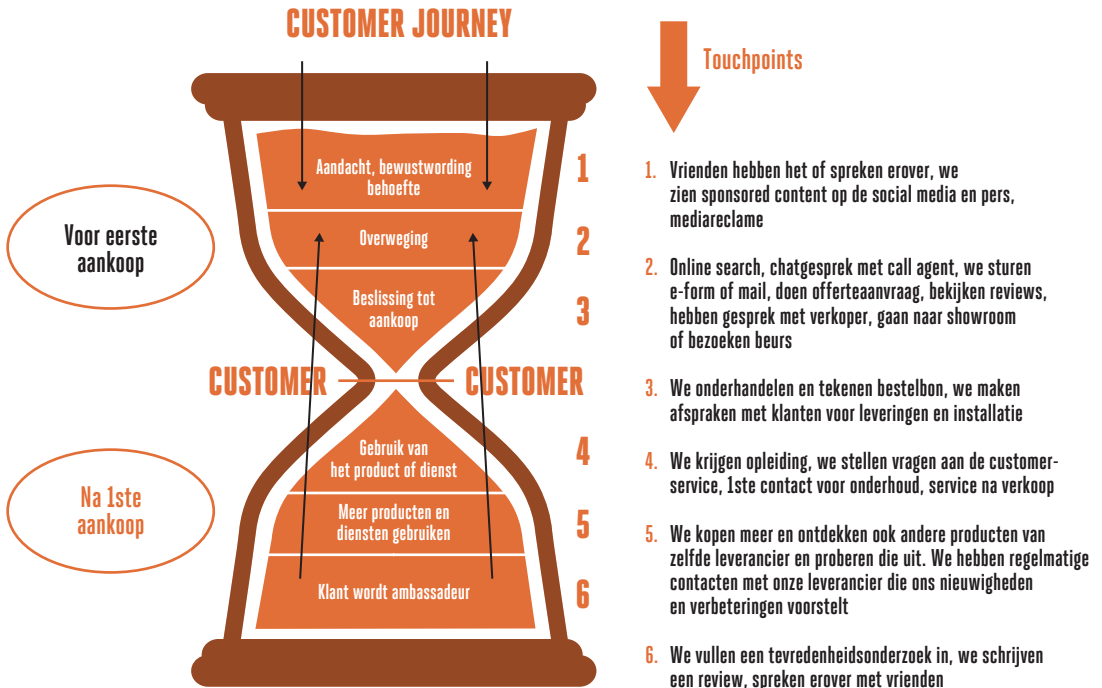 CUSTOMER JOURNEY
Touchpoints
Voor eerste
aankoop
Aandacht, bewustwording
behoefte
1
Overweging
2
Beslissing tot
aankoop
3
CUSTOMER
CUSTOMER
Na 1ste
aankoop
Gebruik van
het product of dienst
4
Meer producten en
diensten gebruiken
5
Klant wordt ambassadeur
6
1. Vrienden hebben het of spreken erover, we
zien sponsored content op de social media en pers,
mediareclame
2. Online search, chatgesprek met call agent, we sturen
e-form of mail, doen offerteaanvraag, bekijken reviews,
hebben gesprek met verkoper, gaan naar showroom
of bezoeken beurs
3. We onderhandelen en tekenen bestelbon, we maken
afspraken met klanten voor leveringen en installatie
4. We krijgen opleiding, we stellen vragen aan de customer-
service, 1ste contact voor onderhoud, service na verkoop
5. We kopen meer en ontdekken ook andere producten van
zelfde leverancier en proberen die uit. We hebben regelmatige
contacten met onze leverancier die ons nieuwigheden
en verbeteringen voorstelt
6. We vullen een tevredenheidsonderzoek in, we schrijven
een review, spreken erover met vrienden